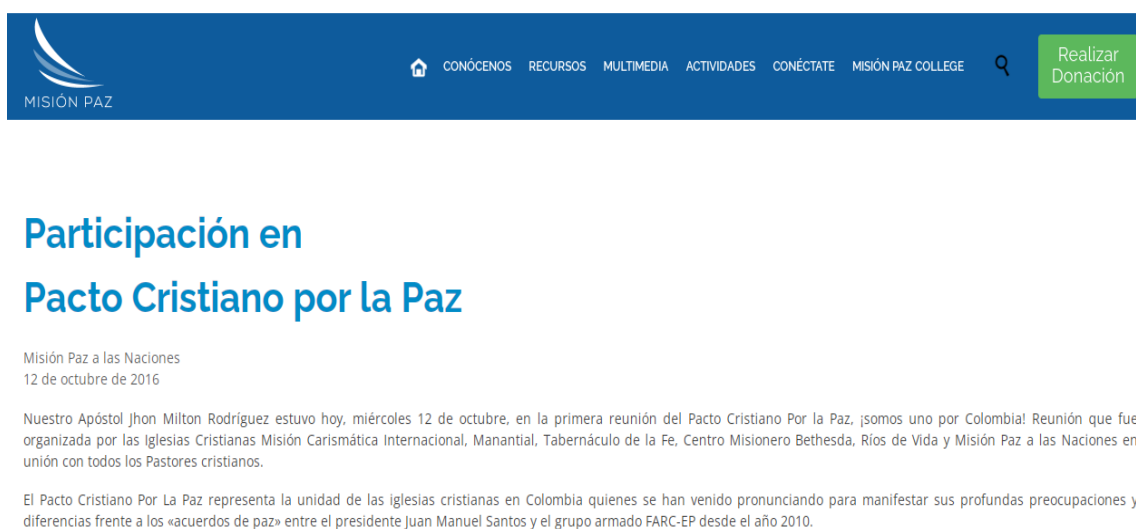 MISIÓN PAZ
CONÓCENOS RECURSOS MULTIMEDIA ACTIVIDADES CONÉCTATE MISIÓN PAZ COLLEGE
Realizar
Donación
Participación en
Pacto Cristiano por la Paz
Misión Paz a las Naciones
12 de octubre de 2016
Nuestro Apóstol Jhon Milton Rodríguez estuvo hoy, miércoles 12 de octubre, en la primera reunión del Pacto Cristiano Por la Paz, ¡somos uno por Colombia! Reunión que fue
organizada por las Iglesias Cristianas Misión Carismática Internacional, Manantial, Tabernáculo de la Fe, Centro Misionero Bethesda, Ríos de Vida y Misión Paz a las Naciones en
unión con todos los Pastores cristianos.
El Pacto Cristiano Por La Paz representa la unidad de las iglesias cristianas en Colombia quienes se han venido pronunciando para manifestar sus profundas preocupaciones y
diferencias frente a los «acuerdos de paz» entre el presidente Juan Manuel Santos y el grupo armado FARC-EP desde el año 2010.